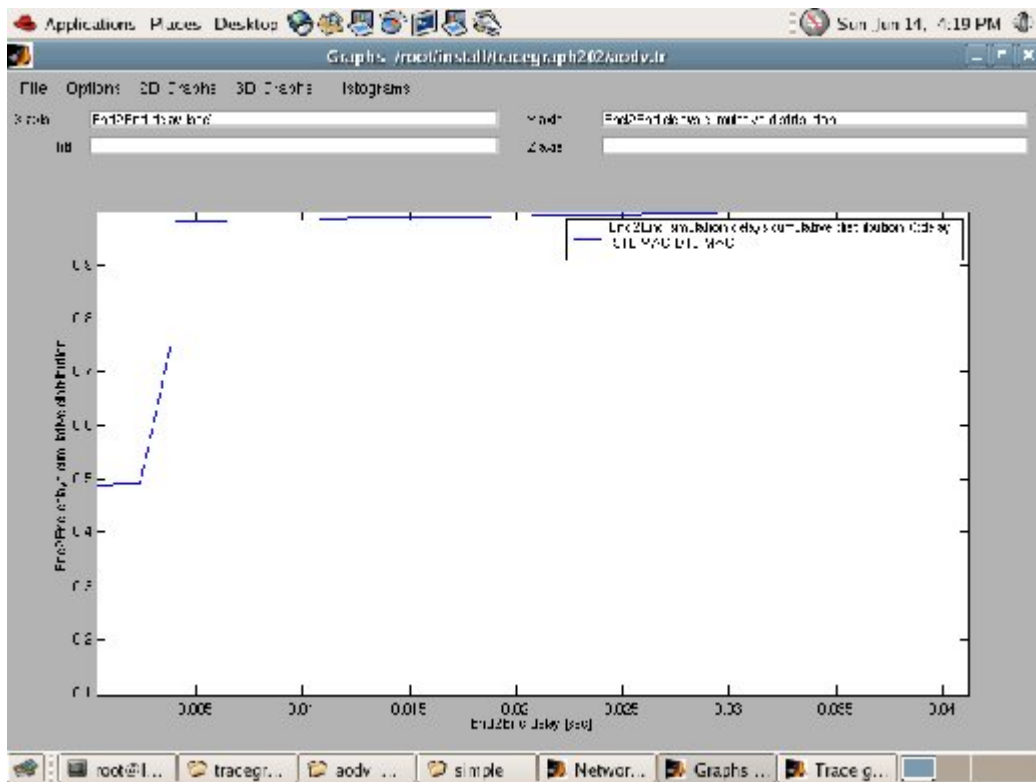 Applications Places Desktop Sun Jun 14, 4:19 PM
Graphs /root/install/tracegraph202/aodv.tr
File Options 2D Graphs 3D Graphs
X axis End2End delay [sec] Y axis End2End delays cumulative distribution
Title Z axis
End2End simulation delays cumulative distribution
0.9
0.8
0.7
0.6
0.5
0.4
0.3
0.2
0.1
End2End delays cumulative distribution
0.005 0.01 0.015 0.02 0.025 0.03 0.035 0.04
End2End delay [sec]
root@l... tracegr... aodv ... simple Networ... Graphs ... Trace g...